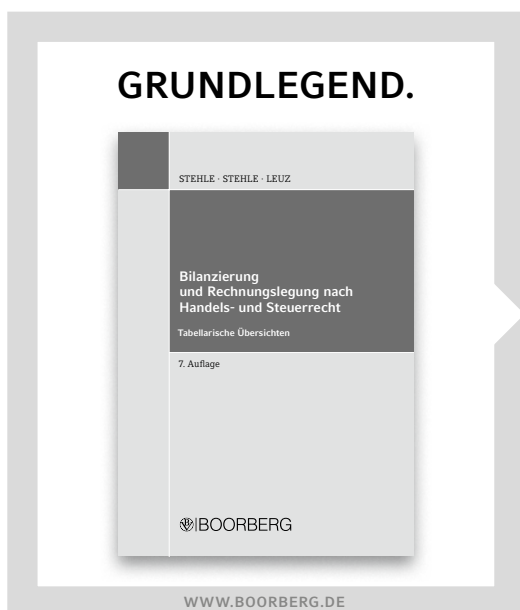 GRUNDLEGEND.
STEHLE · STEHLE · LEUZ
Bilanzierung
und Rechnungslegung nach
Handels- und Steuerrecht
Tabellarische Übersichten
7. Auflage
BOORBERG
WWW.BOORBERG.DE